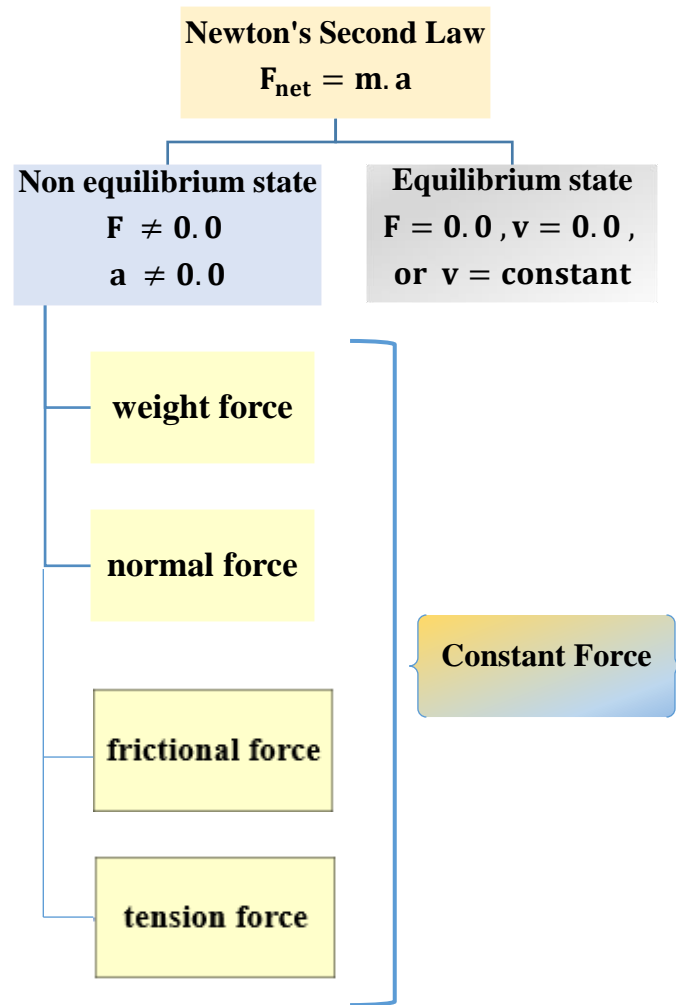 Newton's Second Law
F_net = m. a
Non equilibrium state
F ≠ 0. 0
a ≠ 0. 0
Equilibrium state
F = 0. 0 , v = 0. 0 ,
or v = constant
weight force
normal force
Constant Force
frictional force
tension force